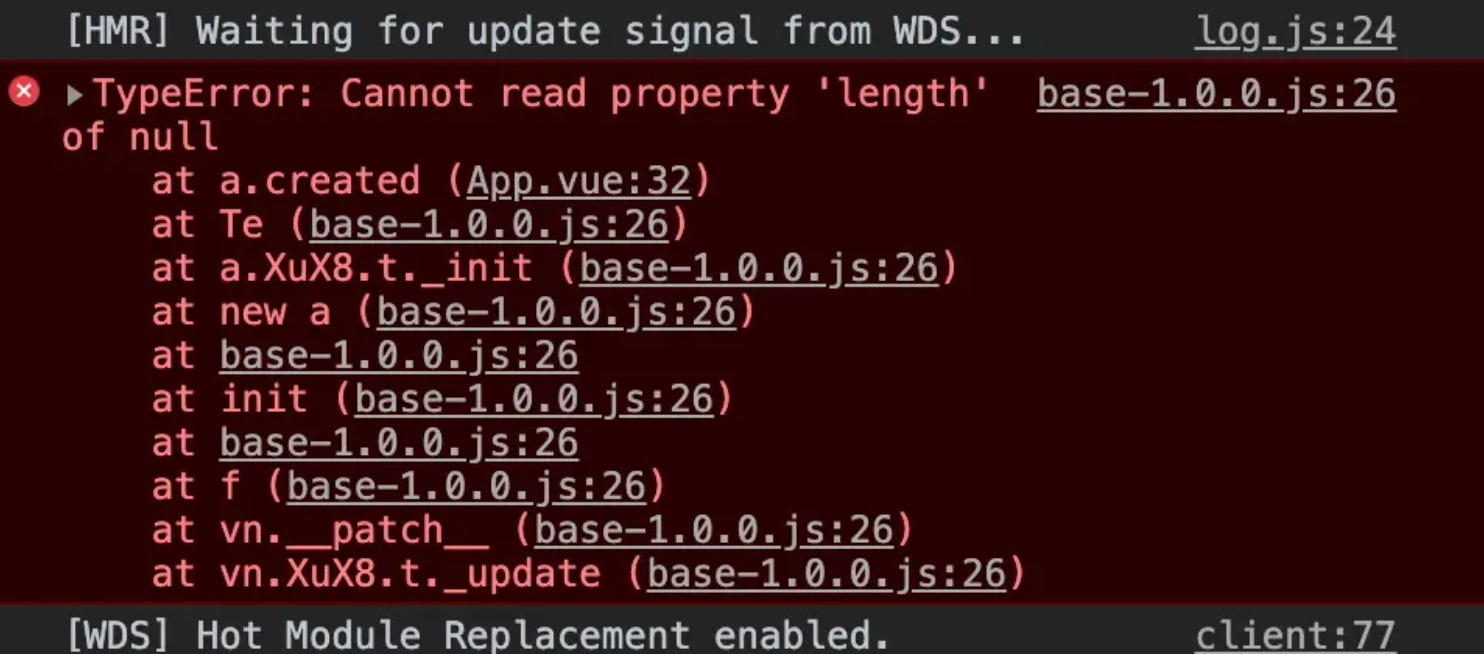 [HMR] Waiting for update signal from WDS... log.js:24
TypeError: Cannot read property 'length' base-1.0.0.js:26
of null
at a.created (App.vue:32)
at Te (base-1.0.0.js:26)
at a.XuX8.t._init (base-1.0.0.js:26)
at new a (base-1.0.0.js:26)
at base-1.0.0.js:26
at init (base-1.0.0.js:26)
at base-1.0.0.js:26
at f (base-1.0.0.js:26)
at vn.__patch__ (base-1.0.0.js:26)
at vn.XuX8.t._update (base-1.0.0.js:26)
[WDS] Hot Module Replacement enabled. client:77